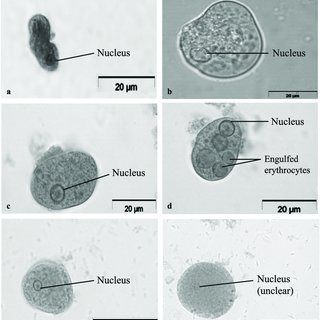 Nucleus
a
20 μm
Nucleus
b
20 μm
Nucleus
c
20 μm
Nucleus
Engulfed
erythrocytes
d
20 μm
Nucleus
Nucleus
(unclear)